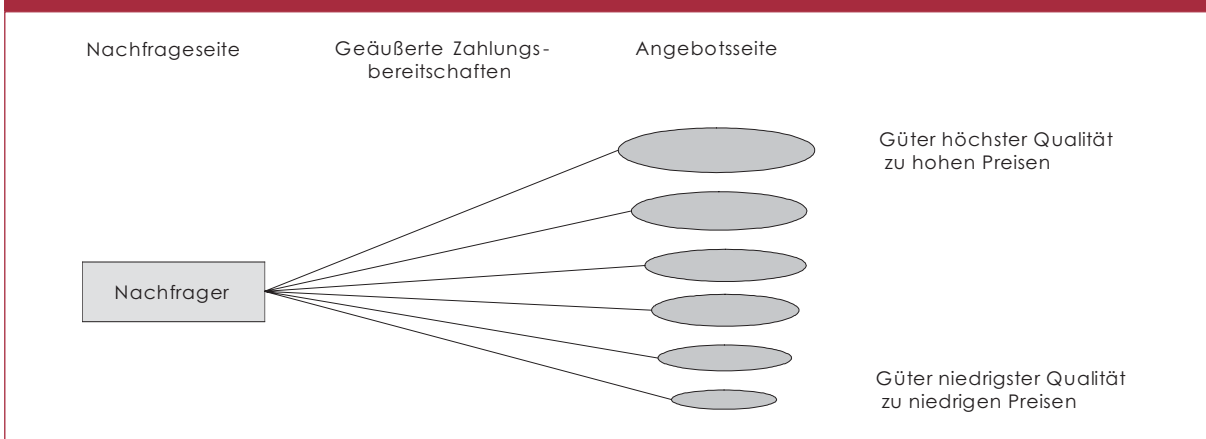 Nachfrageseite
Geäußerte Zahlungs-
bereitschaften
Angebotsseite
Güter höchster Qualität
zu hohen Preisen
Nachfrager
Güter niedrigster Qualität
zu niedrigen Preisen